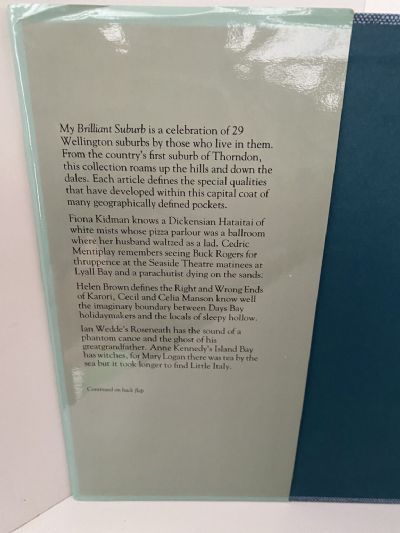 My Brilliant Suburb is a celebration of 29
Wellington suburbs by those who live in them.
From the country's first suburb of Thorndon,
this collection roams up the hills and down the
dales. Each article defines the special qualities
that have developed within this capital coat of
many geographically defined pockets.
Fiona Kidman knows a Dickensian Hataitai of
white mists whose pizza parlour was a ballroom
where her husband waltzed as a lad. Cedric
Mentiplay remembers seeing Buck Rogers for
thruppence at the Seaside Theatre matinees at
Lyall Bay and a parachutist dying on the sands.
Helen Brown defines the Right and Wrong Ends
of Karori, Cecil and Celia Manson know well
the imaginary boundary between Days Bay
holidaymakers and the locals of sleepy hollow.
Ian Wedde's Roseneath has the sound of a
phantom canoe and the ghost of his
greatgrandfather. Anne Kennedy's Island Bay
has witches, for Mary Logan there was tea by the
sea but it took longer to find Little Italy.
Continued on back flap